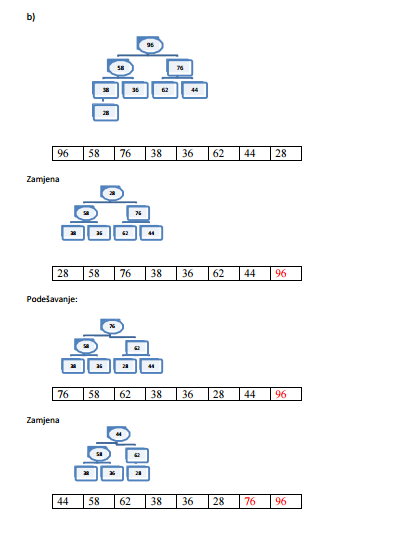 b)
96
58 76
38 36 62 44
28
96 58 76 38 36 62 44 28
Zamjena
28
58 76
38 36 62 44
28 58 76 38 36 62 44 96
Podešavanje:
76
58 62
38 36 28 44
76 58 62 38 36 28 44 96
Zamjena
44
58 62
38 36 28
44 58 62 38 36 28 76 96